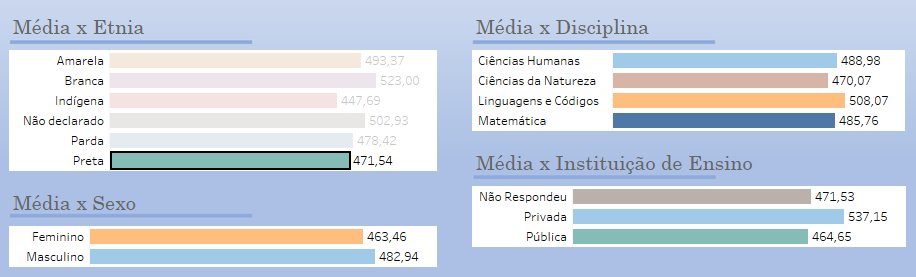 Média x Etnia
Amarela 493,37
Branca 523,00
Indígena 447,69
Não declarado 502,93
Parda 478,42
Preta 471,54
Média x Sexo
Feminino 463,46
Masculino 482,94
Média x Disciplina
Ciências Humanas 488,98
Ciências da Natureza 470,07
Linguagens e Códigos 508,07
Matemática 485,76
Média x Instituição de Ensino
Não Respondeu 471,53
Privada 537,15
Pública 464,65